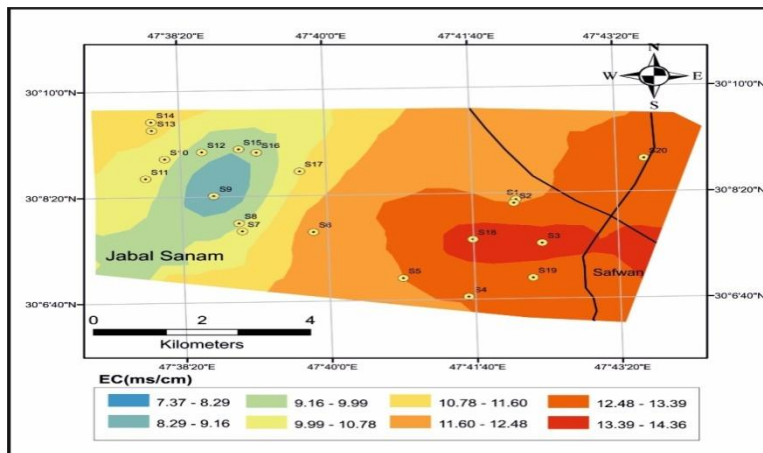 47°38'20"E 47°40'0"E 47°41'40"E 47°43'20"E
N
W E
S
30°10'0"N 30°10'0"N
S14
S13
S12 S15 S16
S10
S20
S17
S11
30°8'20"N 30°8'20"N
S9
S1
S2
S8
S7
S6
S18 S3
Jabal Sanam
Safwan
S5
S19
S4
30°6'40"N 30°6'40"N
0 2 4
Kilometers
47°38'20"E 47°40'0"E 47°41'40"E 47°43'20"E
EC(ms/cm)
7.37 - 8.29 9.16 - 9.99 10.78 - 11.60 12.48 - 13.39
8.29 - 9.16 9.99 - 10.78 11.60 - 12.48 13.39 - 14.36